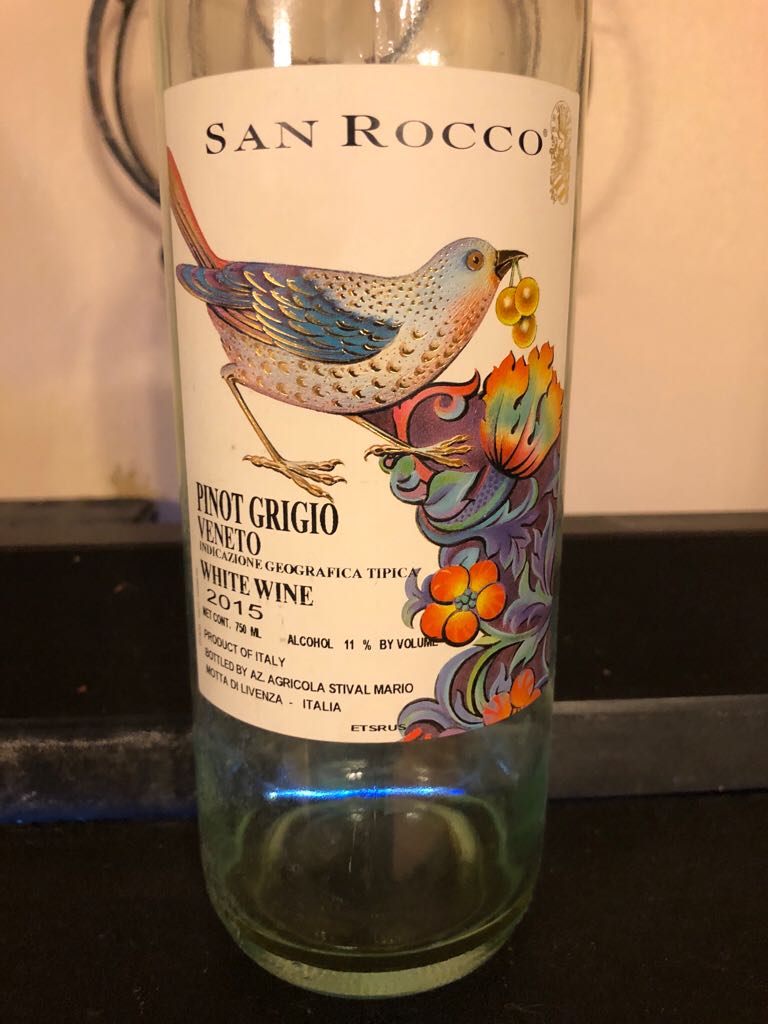 SAN ROCCO®
PINOT GRIGIO
VENETO
INDICAZIONE GEOGRAFICA TIPICA
WHITE WINE
2015
NET CONT. 750 ML ALCOHOL 11 % BY VOLUME
PRODUCT OF ITALY
BOTTLED BY AZ. AGRICOLA STIVAL MARIO
MOTTA DI LIVENZA - ITALIA
ETSRUS